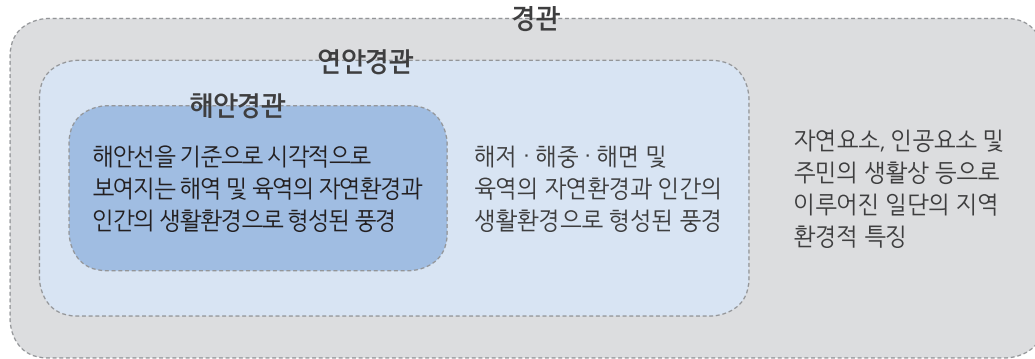 경관
연안경관
해안경관
해안선을 기준으로 시각적으로
보여지는 해역 및 육역의 자연환경과
인간의 생활환경으로 형성된 풍경
해저 · 해중 · 해면 및
육역의 자연환경과 인간의
생활환경으로 형성된 풍경
자연요소, 인공요소 및
주민의 생활상 등으로
이루어진 일단의 지역
환경적 특징